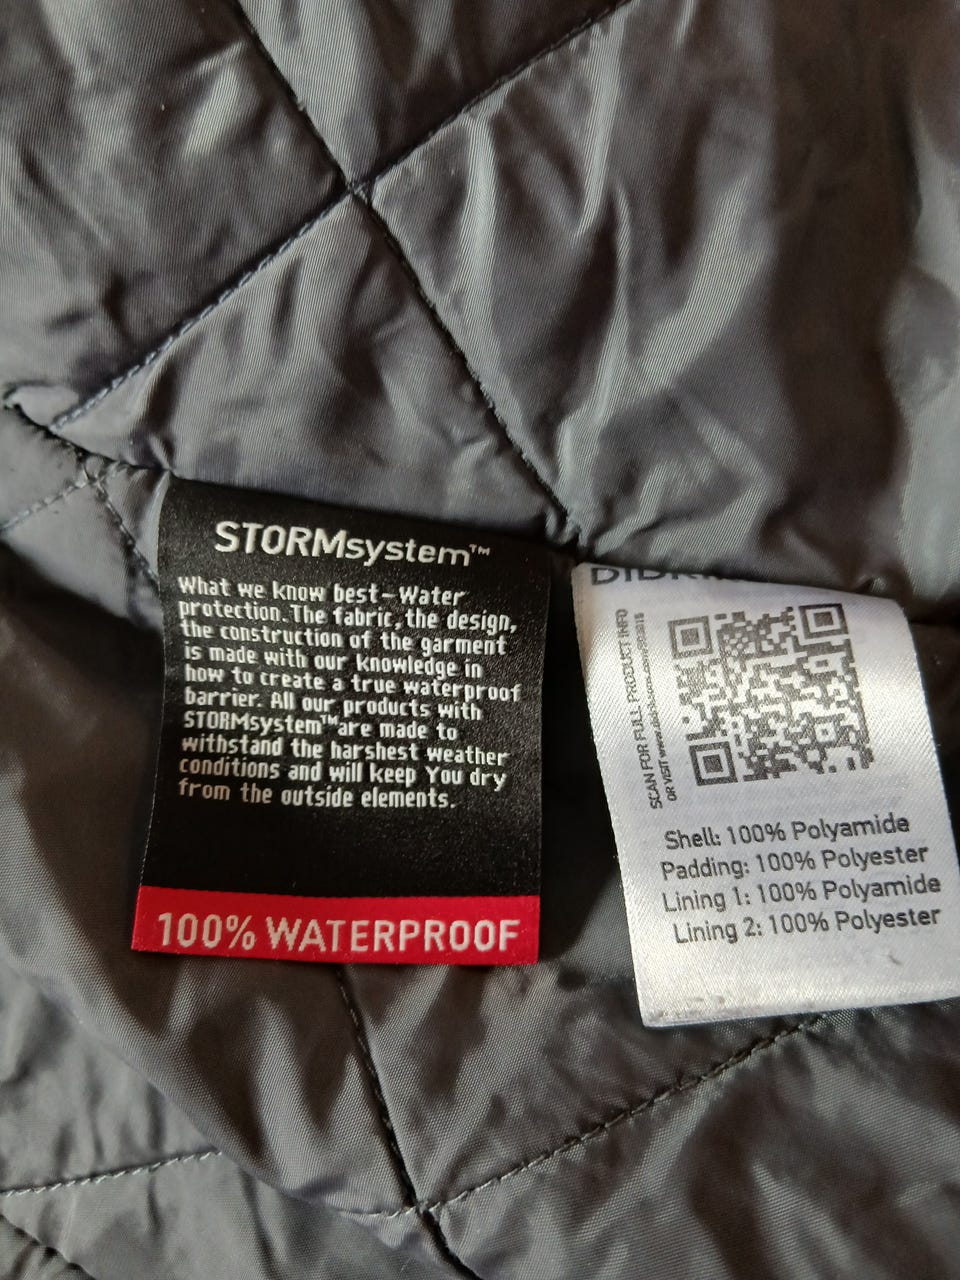 STORMsystem™
What we know best-Water
protection. The fabric, the design,
the construction of the garment
is made with our knowledge in
how to create a true waterproof
barrier. All our products with
STORMsystem™ are made to
withstand the harshest weather
conditions and will keep You dry
from the outside elements.
100% WATERPROOF
SCAN FOR FULL PRODUCT INFO
OR VISIT
Shell: 100% Polyamide
Padding: 100% Polyester
Lining 1: 100% Polyamide
Lining 2: 100% Polyester